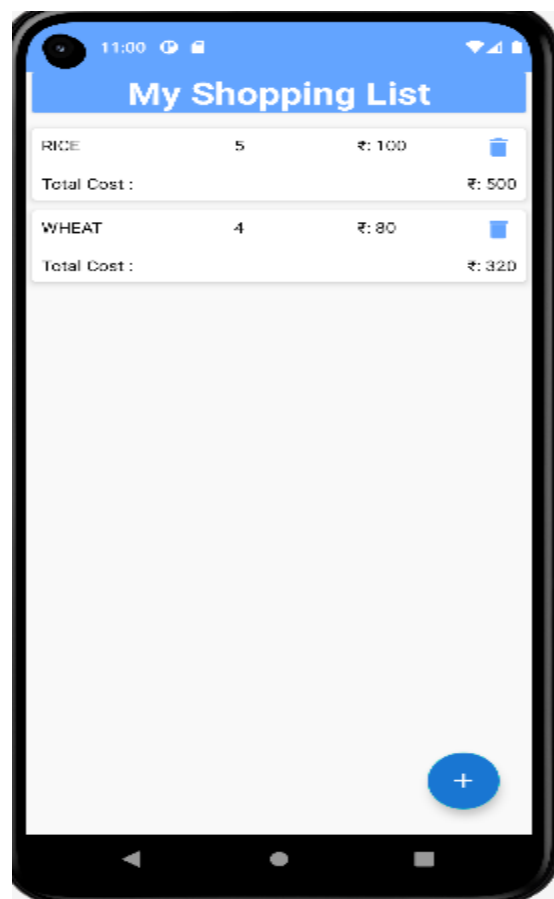 11:00
My Shopping List
RICE 5 ₹: 100
Total Cost : ₹: 500
WHEAT 4 ₹: 80
Total Cost : ₹: 320
+